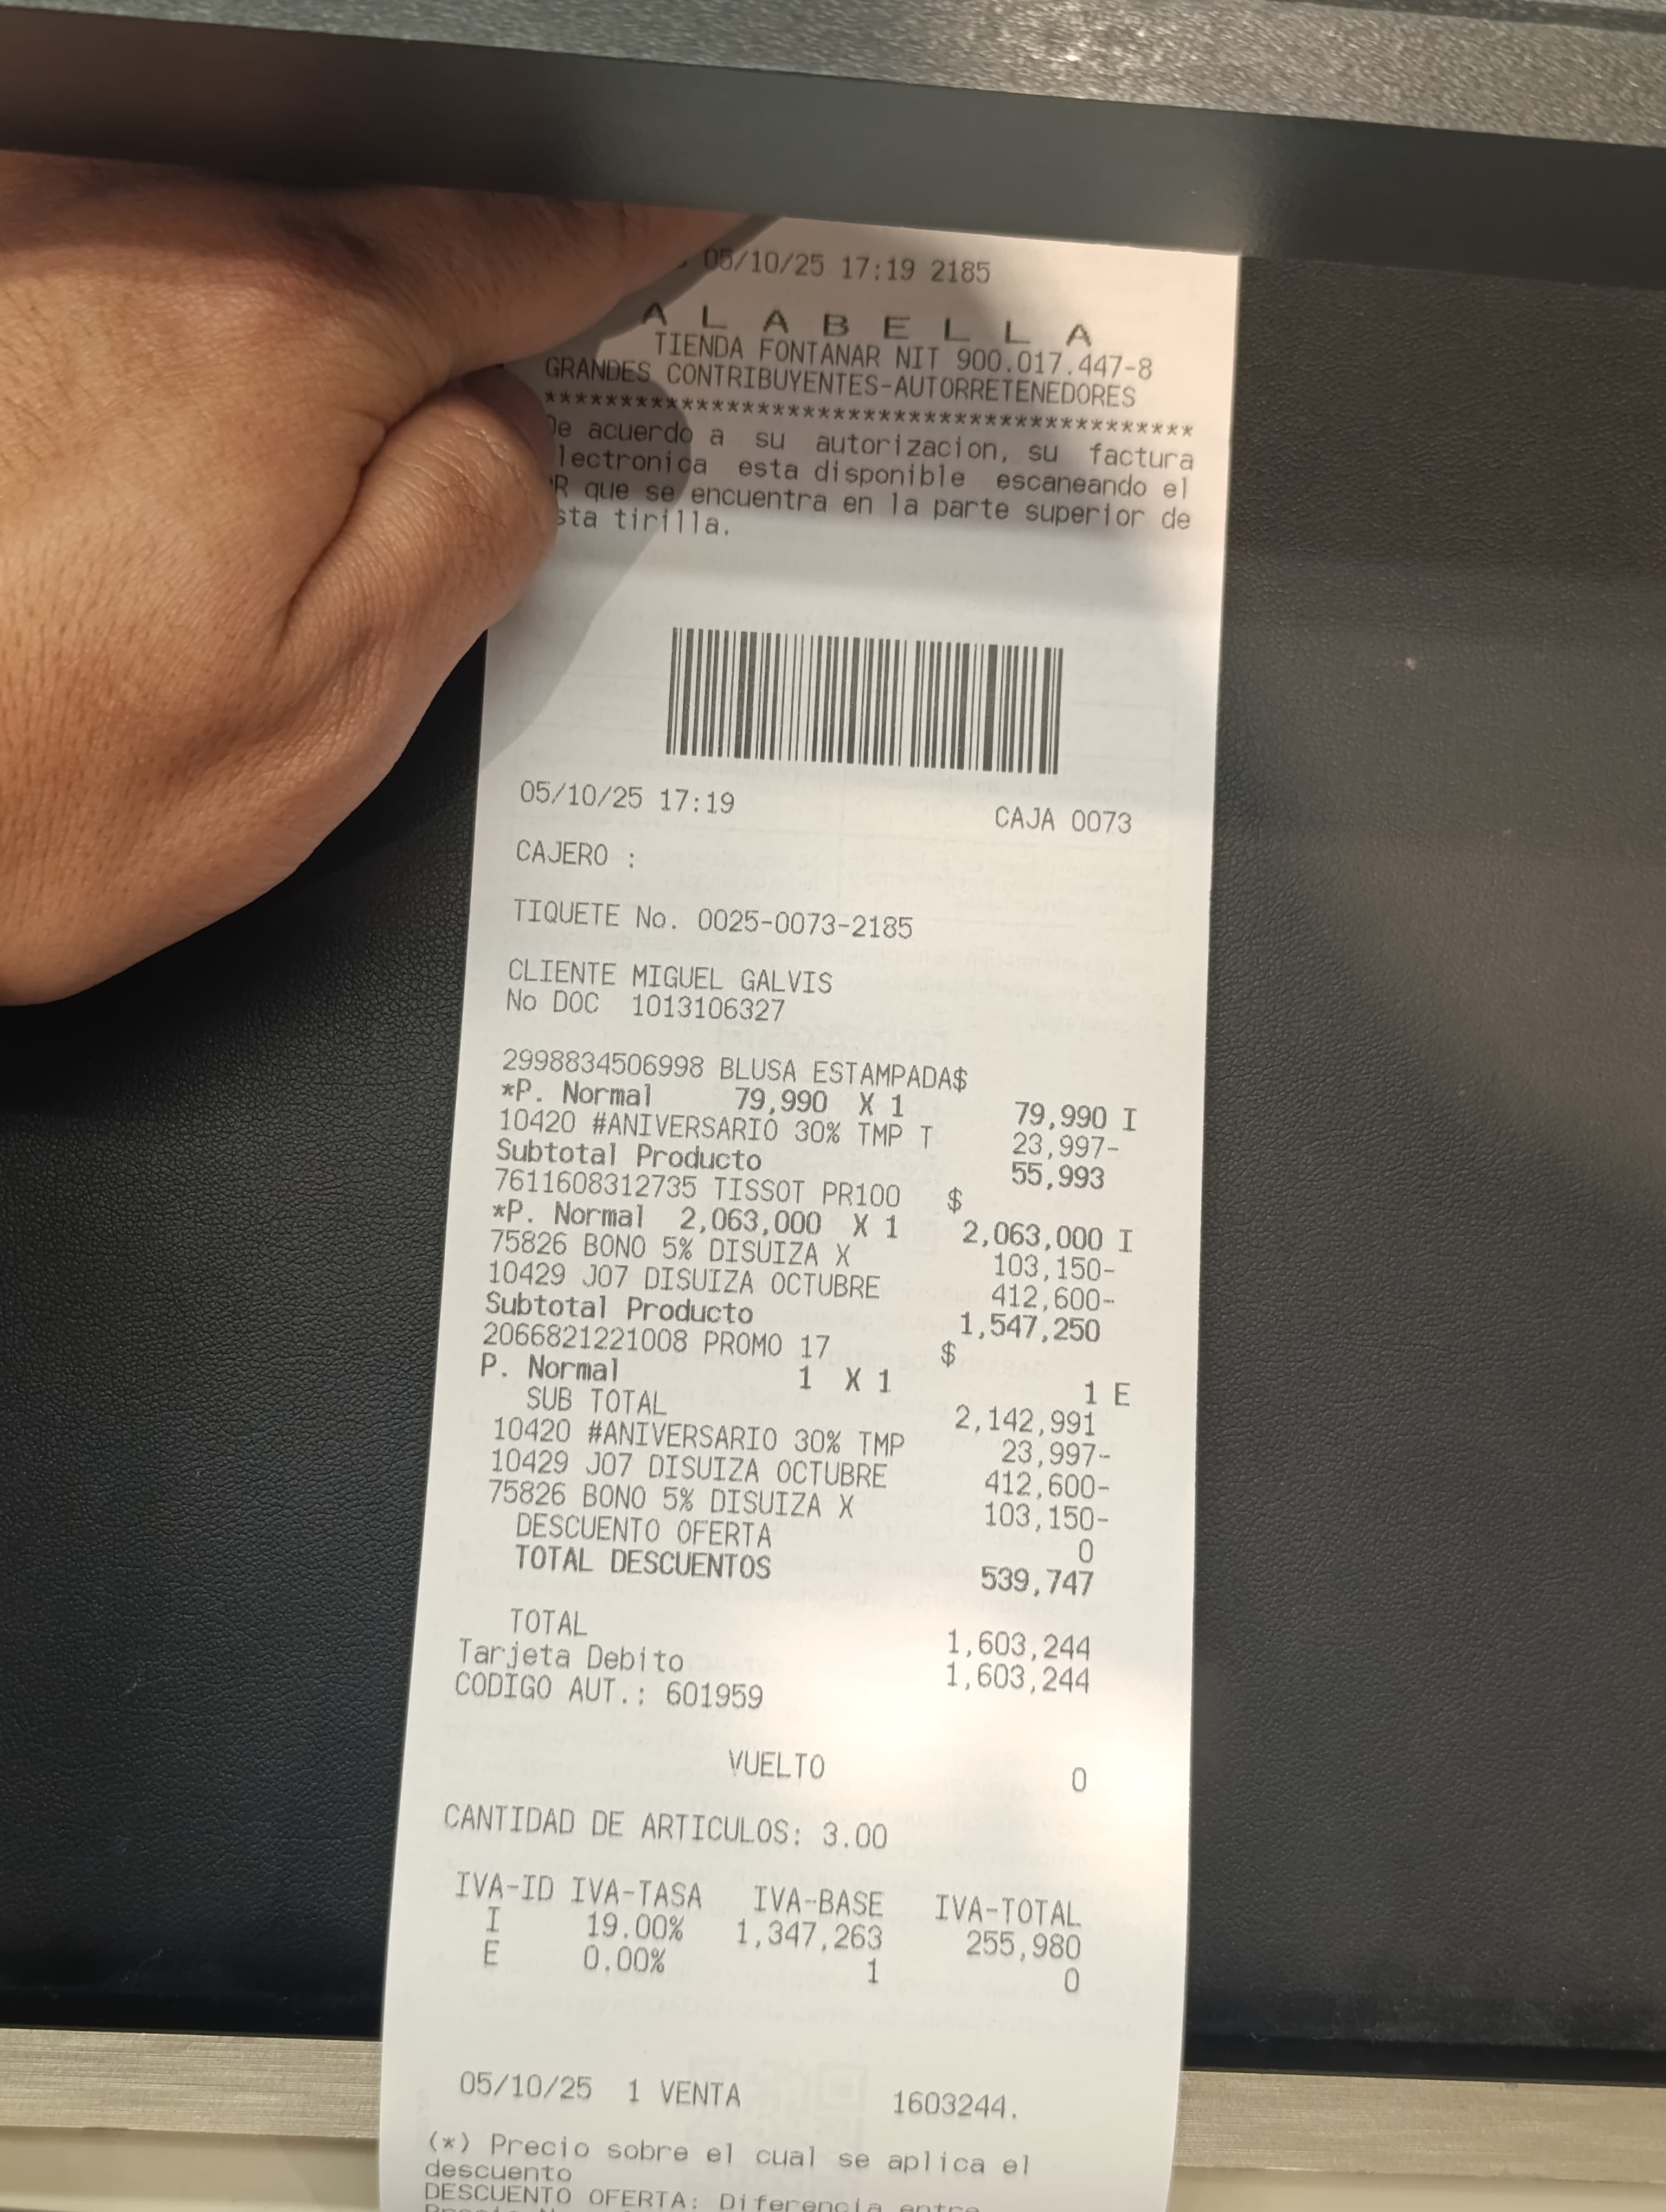 05/10/25 17:19 2185
A L A B E L L A
TIENDA FONTANAR NIT 900.017.447-8
GRANDES CONTRIBUYENTES-AUTORRETENEDORES
******************************************
De acuerdo a su autorizacion, su factura
lectronica esta disponible escaneando el
R que se encuentra en la parte superior de
sta tirilla.
05/10/25 17:19 CAJA 0073
CAJERO :
TIQUETE No. 0025-0073-2185
CLIENTE MIGUEL GALVIS
No DOC 1013106327
2998834506998 BLUSA ESTAMPADA$
*P. Normal 79,990 X 1 79,990 I
10420 #ANIVERSARIO 30% TMP T 23,997-
Subtotal Producto 55,993
7611608312735 TISSOT PR100 $
*P. Normal 2,063,000 X 1 2,063,000 I
75826 BONO 5% DISUIZA X 103,150-
10429 J07 DISUIZA OCTUBRE 412,600-
Subtotal Producto 1,547,250
2066821221008 PROMO 17 $
P. Normal 1 X 1 1 E
SUB TOTAL 2,142,991
10420 #ANIVERSARIO 30% TMP 23,997-
10429 J07 DISUIZA OCTUBRE 412,600-
75826 BONO 5% DISUIZA X 103,150-
DESCUENTO OFERTA 0
TOTAL DESCUENTOS 539,747
TOTAL 1,603,244
Tarjeta Debito 1,603,244
CODIGO AUT.: 601959
VUELTO 0
CANTIDAD DE ARTICULOS: 3.00
IVA-ID IVA-TASA IVA-BASE IVA-TOTAL
I 19.00% 1,347,263 255,980
E 0.00% 1 0
05/10/25 1 VENTA 1603244.
(*) Precio sobre el cual se aplica el
descuento
DESCUENTO OFERTA: Diferencia entre